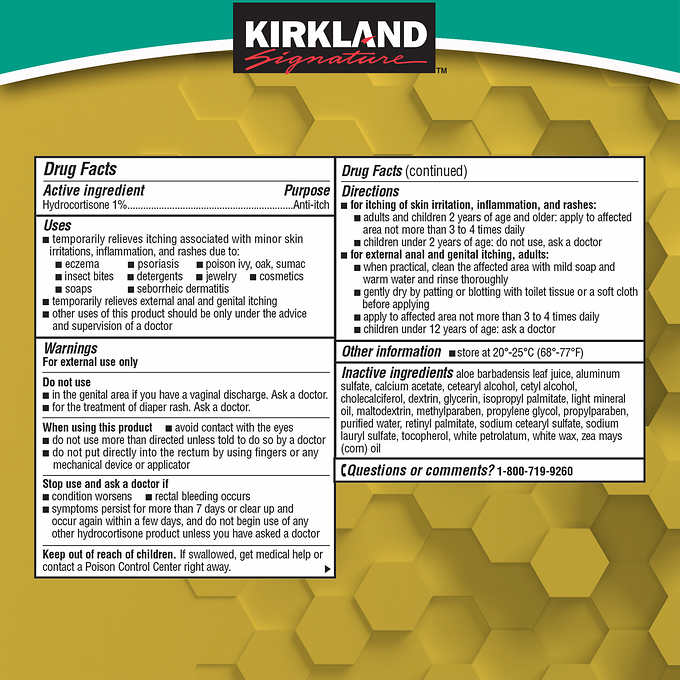 KIRKLAND
Signature™
Drug Facts
Active ingredient Purpose
Hydrocortisone 1%............................................................Anti-itch
Uses
■ temporarily relieves itching associated with minor skin
irritations, inflammation, and rashes due to:
■ eczema ■ psoriasis ■ poison ivy, oak, sumac
■ insect bites ■ detergents ■ jewelry ■ cosmetics
■ soaps ■ seborrheic dermatitis
■ temporarily relieves external anal and genital itching
■ other uses of this product should be only under the advice
and supervision of a doctor
Warnings
For external use only
Do not use
■ in the genital area if you have a vaginal discharge. Ask a doctor.
■ for the treatment of diaper rash. Ask a doctor.
When using this product ■ avoid contact with the eyes
■ do not use more than directed unless told to do so by a doctor
■ do not put directly into the rectum by using fingers or any
mechanical device or applicator
Stop use and ask a doctor if
■ condition worsens ■ rectal bleeding occurs
■ symptoms persist for more than 7 days or clear up and
occur again within a few days, and do not begin use of any
other hydrocortisone product unless you have asked a doctor
Keep out of reach of children. If swallowed, get medical help or
contact a Poison Control Center right away.
Drug Facts (continued)
Directions
■ for itching of skin irritation, inflammation, and rashes:
■ adults and children 2 years of age and older: apply to affected
area not more than 3 to 4 times daily
■ children under 2 years of age: do not use, ask a doctor
■ for external anal and genital itching, adults:
■ when practical, clean the affected area with mild soap and
warm water and rinse thoroughly
■ gently dry by patting or blotting with toilet tissue or a soft cloth
before applying
■ apply to affected area not more than 3 to 4 times daily
■ children under 12 years of age: ask a doctor
Other information ■ store at 20°-25°C (68°-77°F)
Inactive ingredients aloe barbadensis leaf juice, aluminum
sulfate, calcium acetate, cetearyl alcohol, cetyl alcohol,
cholecalciferol, dextrin, glycerin, isopropyl palmitate, light mineral
oil, maltodextrin, methylparaben, propylene glycol, propylparaben,
purified water, retinyl palmitate, sodium cetearyl sulfate, sodium
lauryl sulfate, tocopherol, white petrolatum, white wax, zea mays
(corn) oil
Questions or comments? 1-800-719-9260